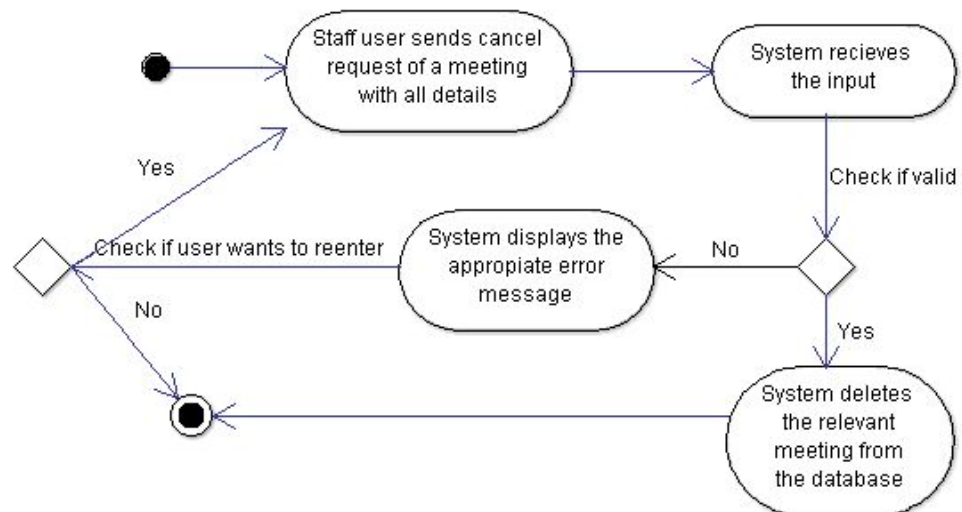 Staff user sends cancel
request of a meeting
with all details
System recieves
the input
Yes
Check if valid
Check if user wants to reenter
System displays the
appropiate error
message
No
No
Yes
System deletes
the relevant
meeting from
the database